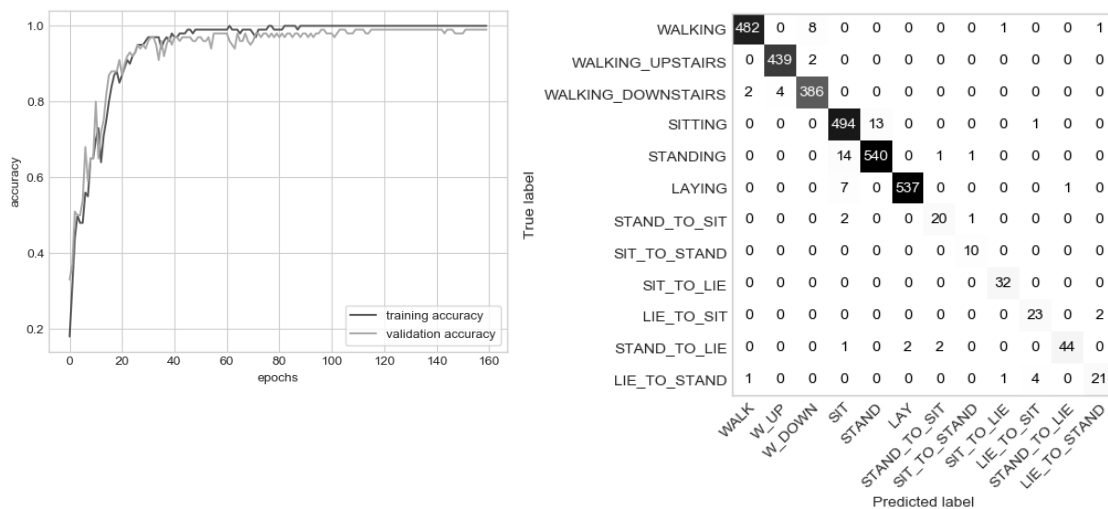 1.0
0.8
0.6
0.4
0.2
accuracy
0 20 40 60 80 100 120 140 160
epochs
training accuracy
validation accuracy
True label
WALKING 482 0 8 0 0 0 0 0 1 0 0 1
WALKING_UPSTAIRS 0 439 2 0 0 0 0 0 0 0 0 0
WALKING_DOWNSTAIRS 2 4 386 0 0 0 0 0 0 0 0 0
SITTING 0 0 0 494 13 0 0 0 0 1 0 0
STANDING 0 0 0 14 540 0 1 1 0 0 0 0
LAYING 0 0 0 7 0 537 0 0 0 0 1 0
STAND_TO_SIT 0 0 0 2 0 0 20 1 0 0 0 0
SIT_TO_STAND 0 0 0 0 0 0 0 10 0 0 0 0
SIT_TO_LIE 0 0 0 0 0 0 0 0 32 0 0 0
LIE_TO_SIT 0 0 0 0 0 0 0 0 0 23 0 2
STAND_TO_LIE 0 0 0 1 0 2 2 0 0 0 44 0
LIE_TO_STAND 1 0 0 0 0 0 0 0 1 4 0 21
WALK
W_UP
W_DOWN
SIT
STAND
LAY
STAND_TO_SIT
SIT_TO_STAND
SIT_TO_LIE
LIE_TO_SIT
STAND_TO_LIE
LIE_TO_STAND
Predicted label